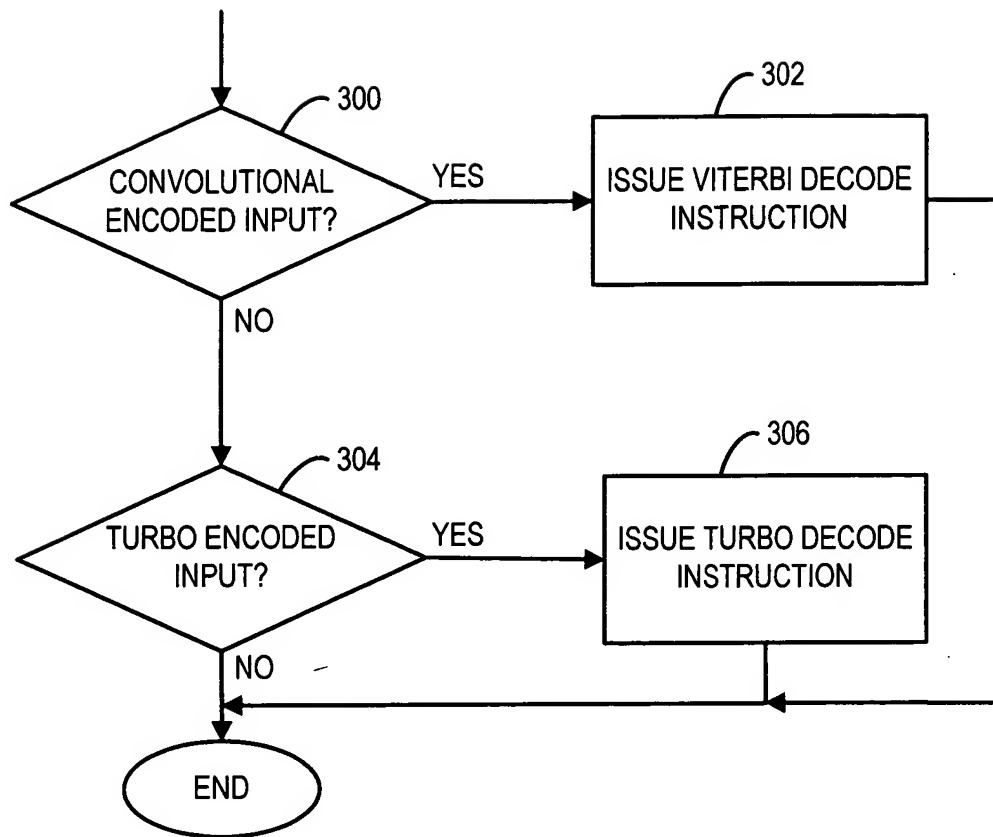 300
CONVOLUTIONAL
ENCODED INPUT?
YES
302
ISSUE VITERBI DECODE
INSTRUCTION
NO
304
TURBO ENCODED
INPUT?
YES
306
ISSUE TURBO DECODE
INSTRUCTION
NO
END